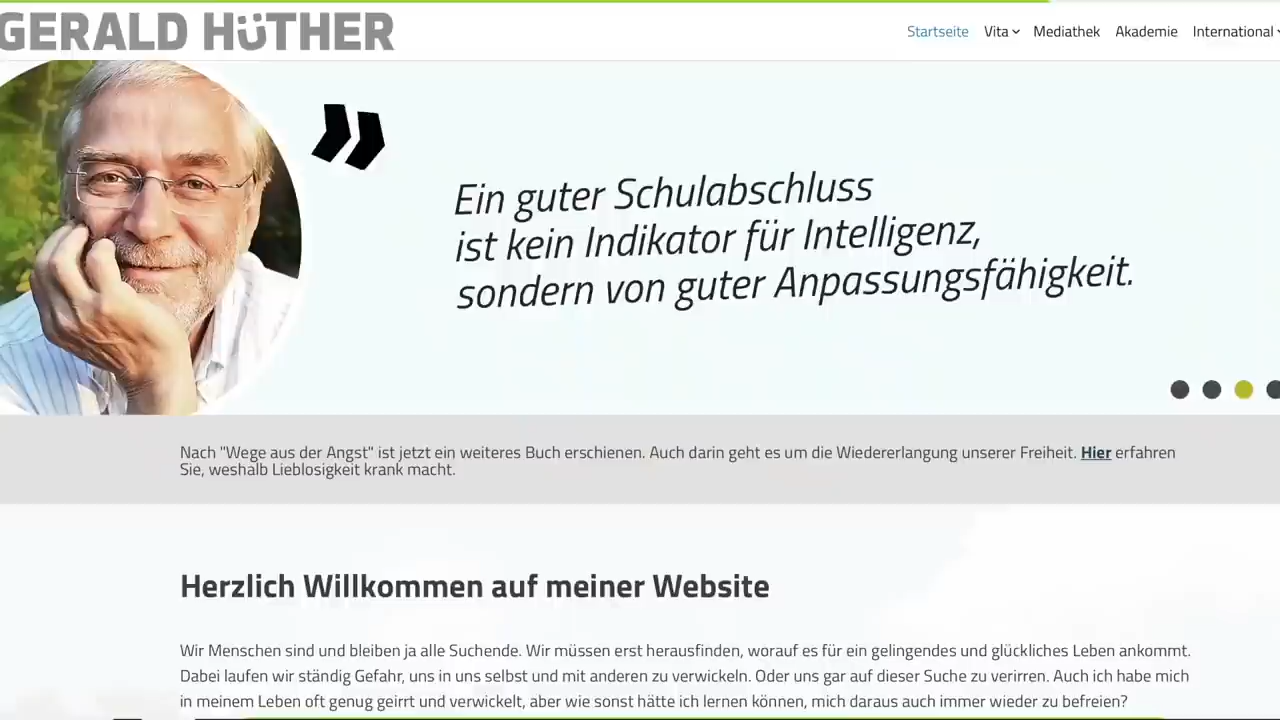 GERALD HÜTHER
Startseite Vita Mediathek Akademie International
Ein guter Schulabschluss
ist kein Indikator für Intelligenz,
sondern von guter Anpassungsfähigkeit.
Nach "Wege aus der Angst" ist jetzt ein weiteres Buch erschienen. Auch darin geht es um die Wiedererlangung unserer Freiheit. Hier erfahren
Sie, weshalb Lieblosigkeit krank macht.
Herzlich Willkommen auf meiner Website
Wir Menschen sind und bleiben ja alle Suchende. Wir müssen erst herausfinden, worauf es für ein gelingendes und glückliches Leben ankommt.
Dabei laufen wir ständig Gefahr, uns in uns selbst und mit anderen zu verwickeln. Oder uns gar auf dieser Suche zu verirren. Auch ich habe mich
in meinem Leben oft genug geirrt und verwickelt, aber wie sonst hätte ich lernen können, mich daraus auch immer wieder zu befreien?